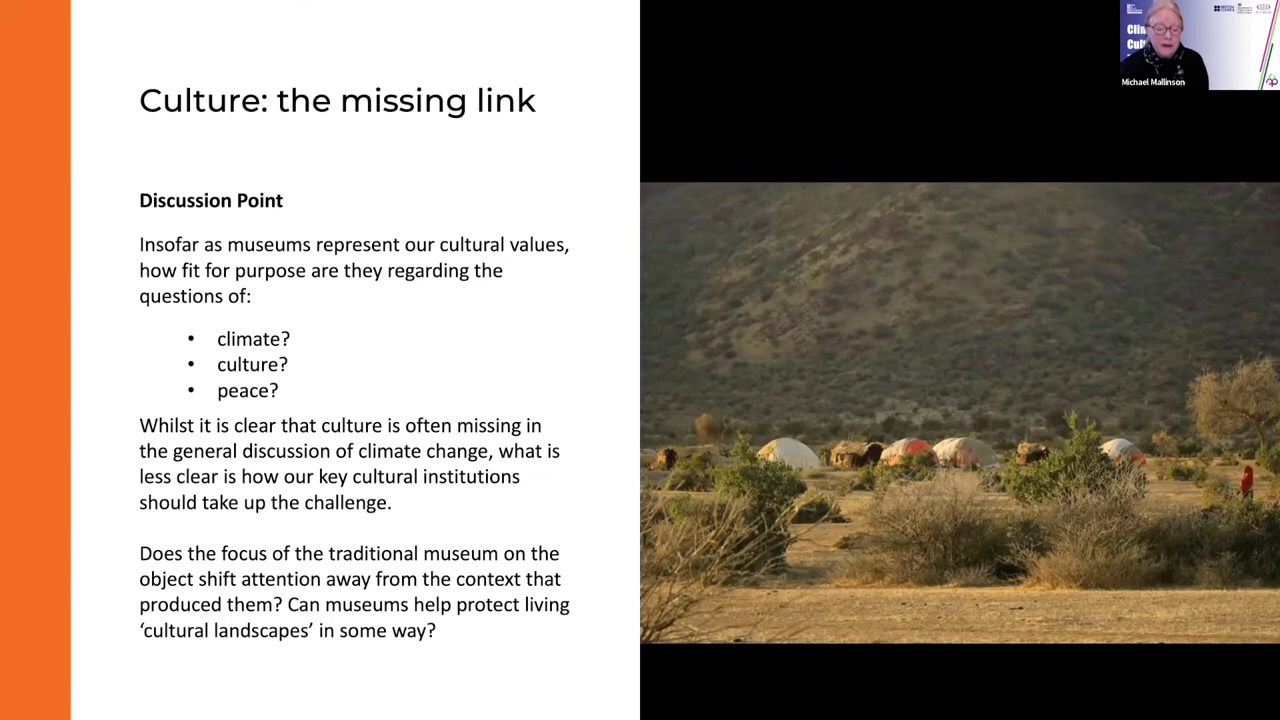 Culture: the missing link
Discussion Point
Insofar as museums represent our cultural values,
how fit for purpose are they regarding the
questions of:
• climate?
• culture?
• peace?
Whilst it is clear that culture is often missing in
the general discussion of climate change, what is
less clear is how our key cultural institutions
should take up the challenge.
Does the focus of the traditional museum on the
object shift attention away from the context that
produced them? Can museums help protect living
‘cultural landscapes’ in some way?
Michael Mallinson